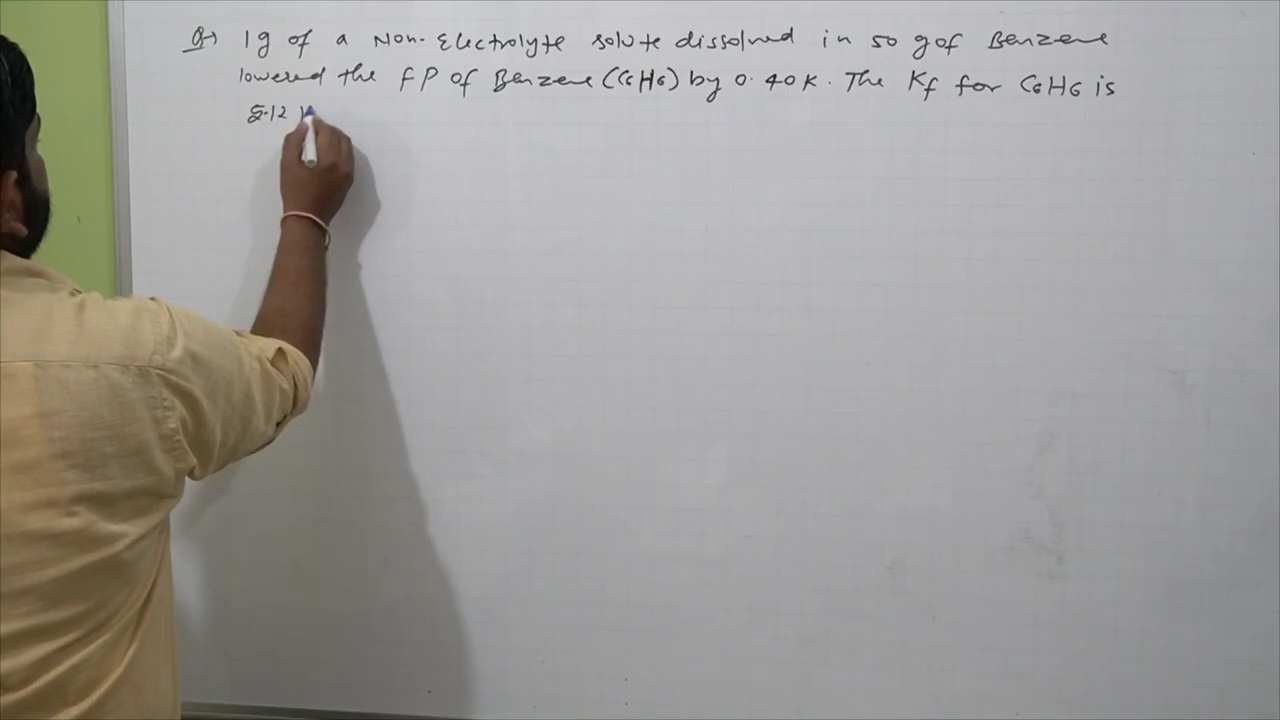 Q→ 1g of a Non-Electrolyte solute dissolved in 50 g of Benzene
lowered the FP of Benzene (C6H6) by 0.40K. The Kf for C6H6 is
5.12 K